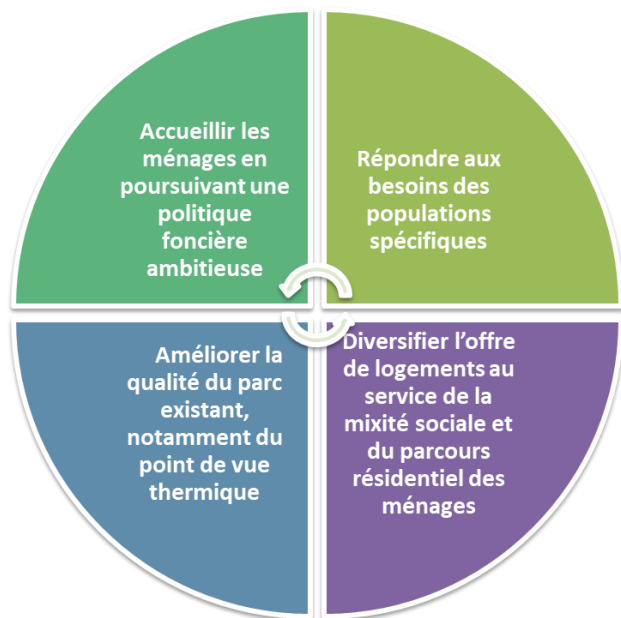 Accueillir les
ménages en
poursuivant une
politique
foncière
ambitieuse
Répondre aux
besoins des
populations
spécifiques
Améliorer la
qualité du parc
existant,
notamment du
point de vue
thermique
Diversifier l’offre
de logements au
service de la
mixité sociale et
du parcours
résidentiel des
ménages